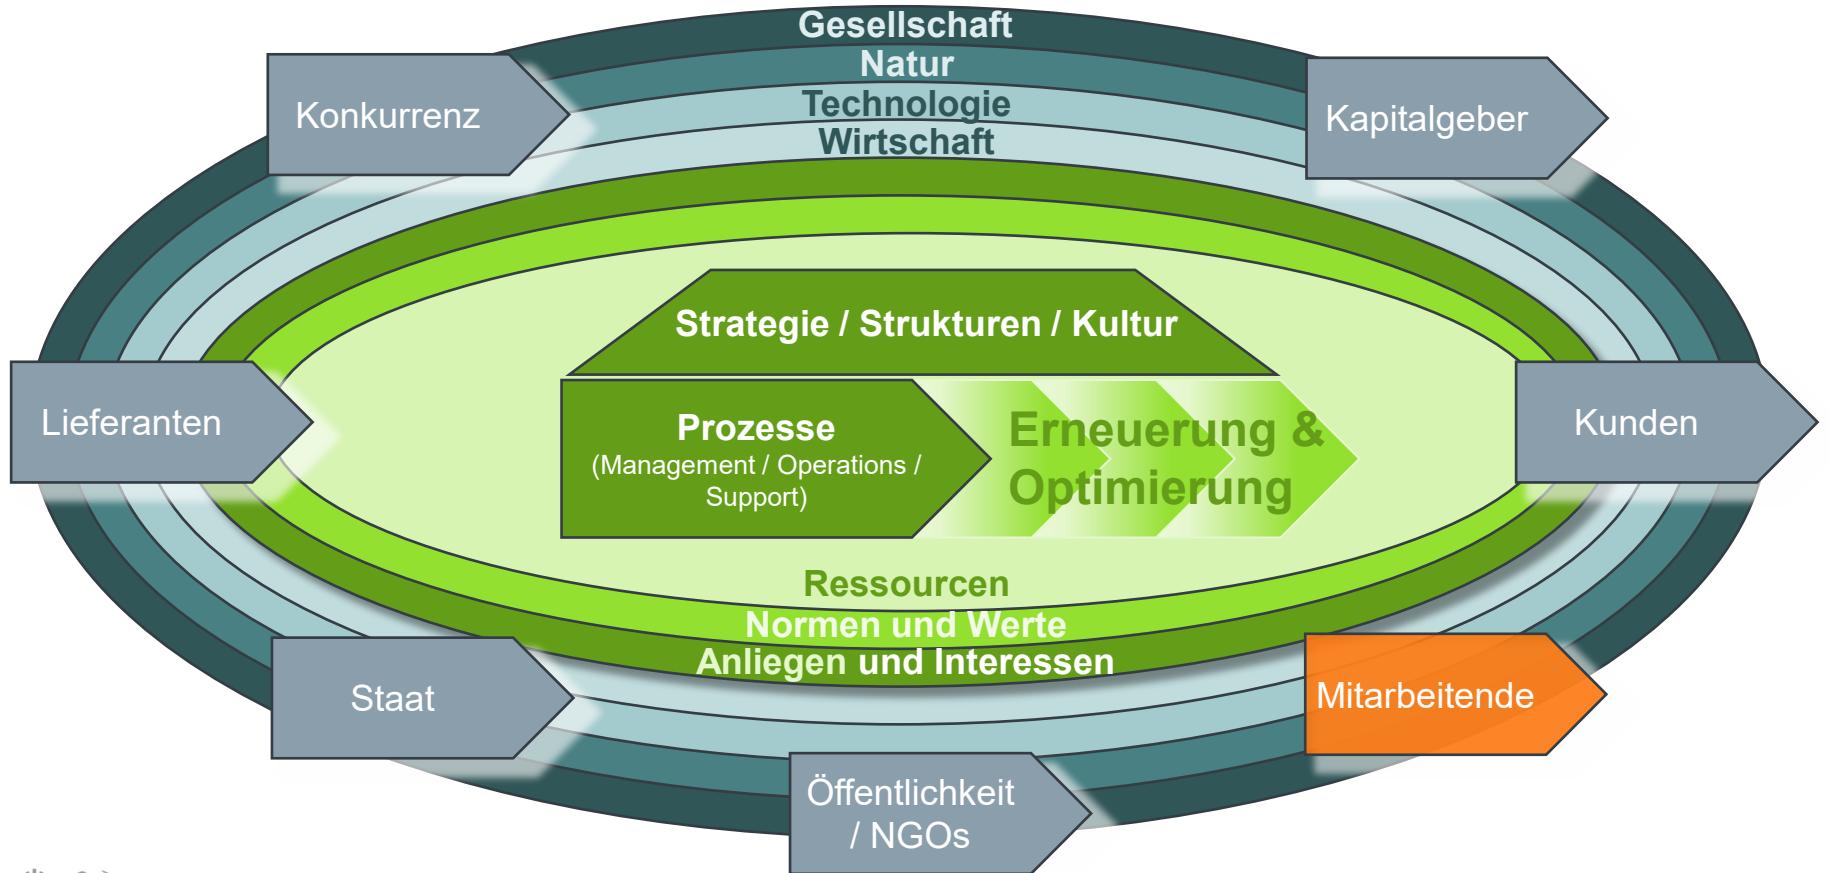 Gesellschaft
Natur
Technologie
Wirtschaft
Konkurrenz
Kapitalgeber
Strategie / Strukturen / Kultur
Lieferanten
Prozesse
(Management / Operations /
Support)
Erneuerung &
Optimierung
Kunden
Ressourcen
Normen und Werte
Anliegen und Interessen
Staat
Mitarbeitende
Öffentlichkeit
/ NGOs